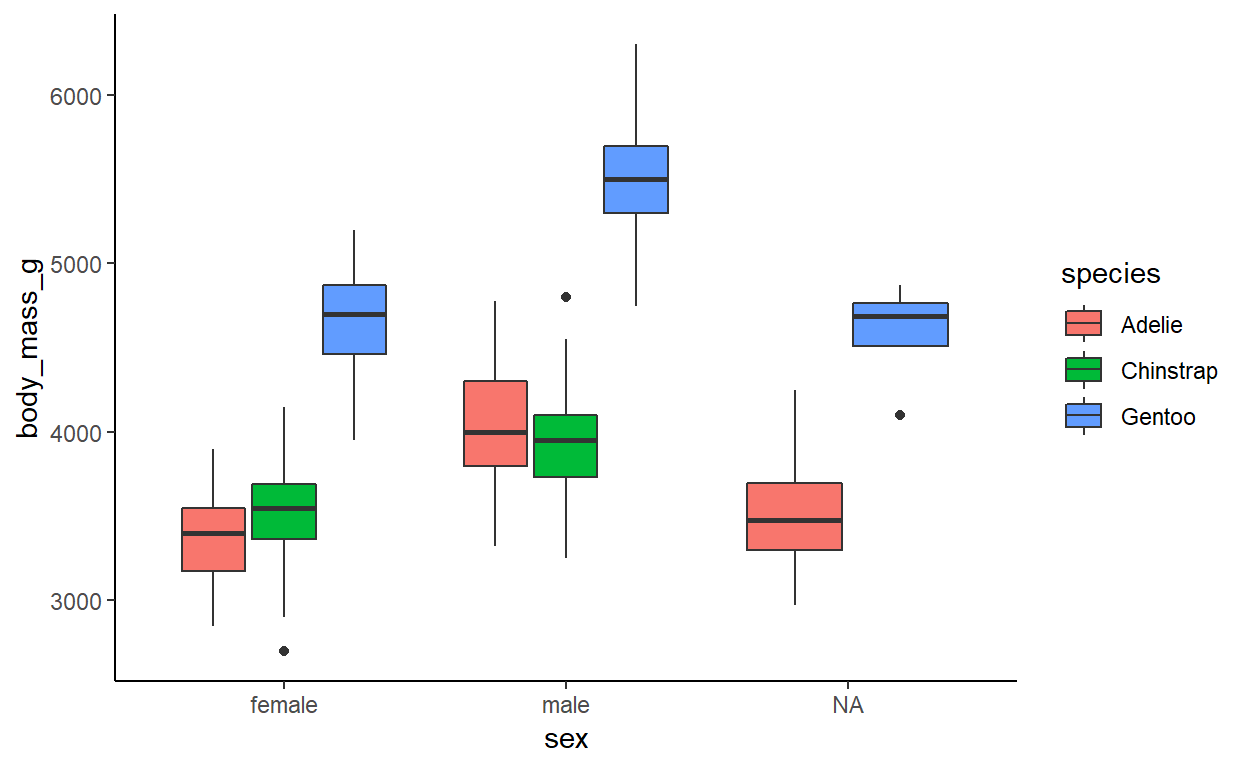 6000
5000
4000
3000
body_mass_g
female
male
NA
sex
species
Adelie
Chinstrap
Gentoo